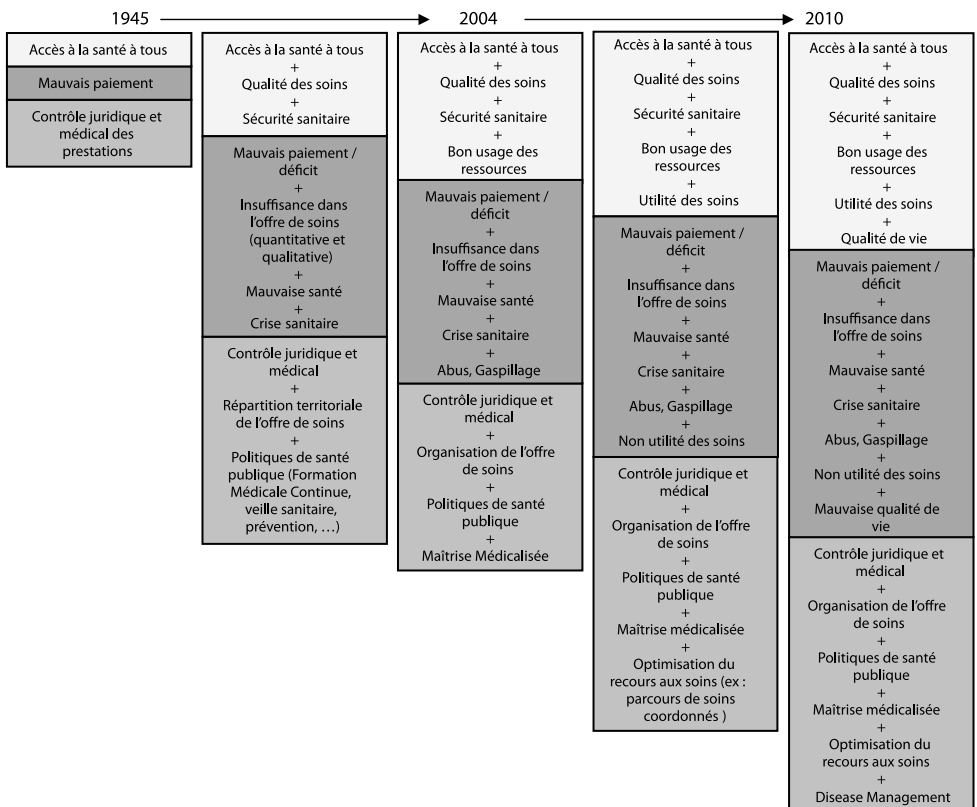 1945
2004
2010
Accès à la santé à tous
Mauvais paiement
Contrôle juridique et
médical des
prestations
Accès à la santé à tous
+
Qualité des soins
+
Sécurité sanitaire
Mauvais paiement /
déficit
+
Insuffisance dans
l'offre de soins
(quantitative et
qualitative)
+
Mauvaise santé
+
Crise sanitaire
Contrôle juridique et
médical
+
Répartition territoriale
de l'offre de soins
+
Politiques de santé
publique (Formation
Médicale Continue,
veille sanitaire,
prévention, …)
Accès à la santé à tous
+
Qualité des soins
+
Sécurité sanitaire
+
Bon usage des
ressources
Mauvais paiement /
déficit
+
Insuffisance dans
l'offre de soins
+
Mauvaise santé
+
Crise sanitaire
+
Abus, Gaspillage
Contrôle juridique et
médical
+
Organisation de l'offre
de soins
+
Politiques de santé
publique
+
Maîtrise Médicalisée
Accès à la santé à tous
+
Qualité des soins
+
Sécurité sanitaire
+
Bon usage des
ressources
+
Utilité des soins
Mauvais paiement /
déficit
+
Insuffisance dans
l'offre de soins
+
Mauvaise santé
+
Crise sanitaire
+
Abus, Gaspillage
+
Non utilité des soins
Contrôle juridique et
médical
+
Organisation de l'offre
de soins
+
Politiques de santé
publique
+
Maîtrise médicalisée
+
Optimisation du
recours aux soins (ex :
parcours de soins
coordonnés )
Accès à la santé à tous
+
Qualité des soins
+
Sécurité sanitaire
+
Bon usage des
ressources
+
Utilité des soins
+
Qualité de vie
Mauvais paiement /
déficit
+
Insuffisance dans
l'offre de soins
+
Mauvaise santé
+
Crise sanitaire
+
Abus, Gaspillage
+
Non utilité des soins
+
Mauvaise qualité de
vie
Contrôle juridique et
médical
+
Organisation de l'offre
de soins
+
Politiques de santé
publique
+
Maîtrise médicalisée
+
Optimisation du
recours aux soins
+
Disease Management